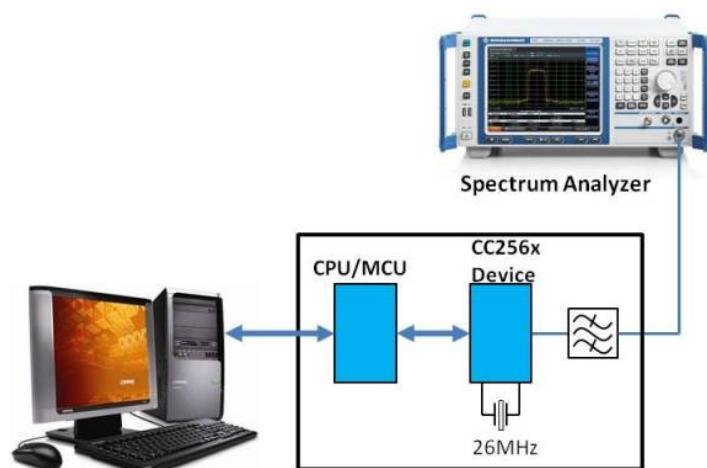 Spectrum Analyzer
CPU/MCU
CC256x
Device
26MHz